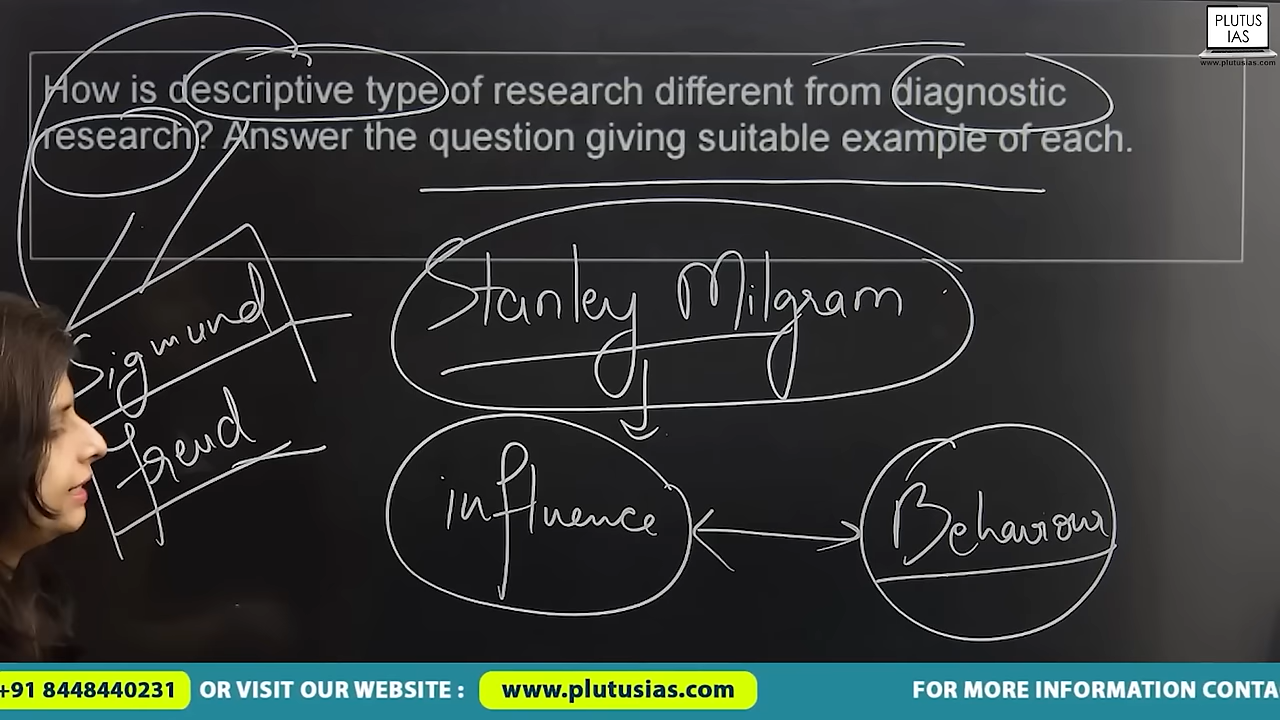 PLUTUS
IAS
www.plutusias.com
How is descriptive type of research different from diagnostic
research? Answer the question giving suitable example of each.
Stanley Milgram
Sigmund
freud
influence
Behaviour
+91 8448440231 OR VISIT OUR WEBSITE : www.plutusias.com FOR MORE INFORMATION CONTA